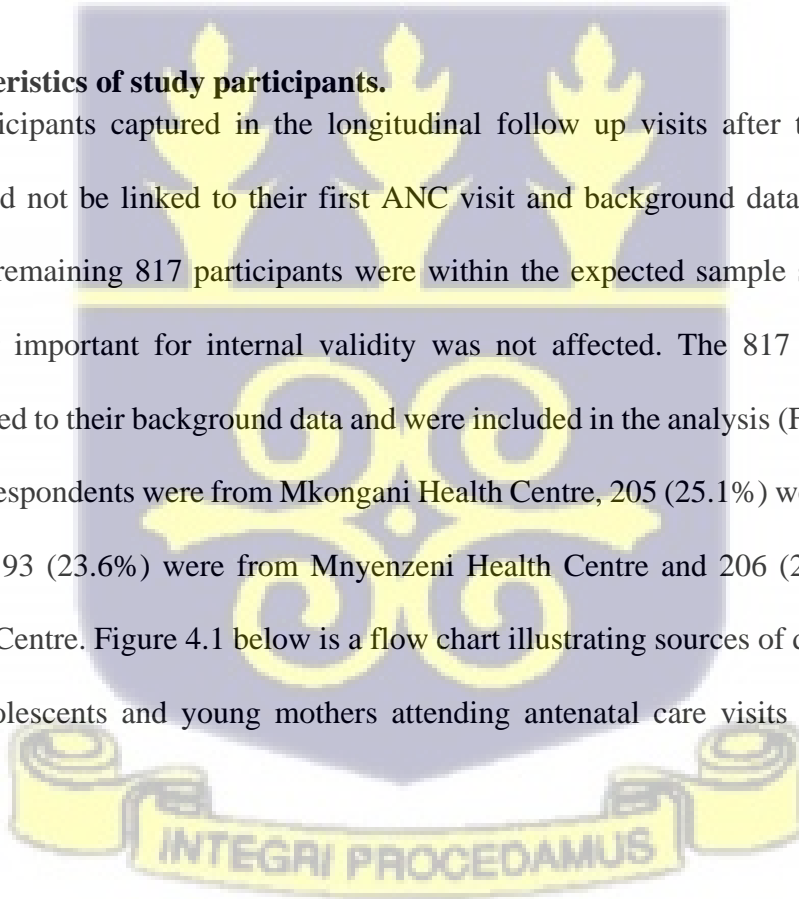 eristics of study participants.
icipants captured in the longitudinal follow up visits after t
d not be linked to their first ANC visit and background data
remaining 817 participants were within the expected sample s
important for internal validity was not affected. The 817
ed to their background data and were included in the analysis (F
espondents were from Mkongani Health Centre, 205 (25.1%) we
93 (23.6%) were from Mnyenzeni Health Centre and 206 (2
Centre. Figure 4.1 below is a flow chart illustrating sources of d
olescents and young mothers attending antenatal care visits
INTEGRI PROCEDAMUS